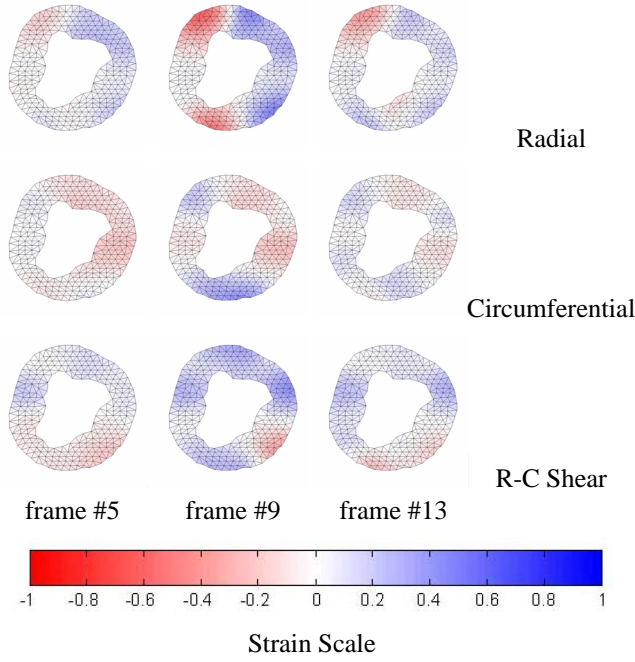 Radial
Circumferential
R-C Shear
frame #5 frame #9 frame #13
-1 -0.8 -0.6 -0.4 -0.2 0 0.2 0.4 0.6 0.8 1
Strain Scale